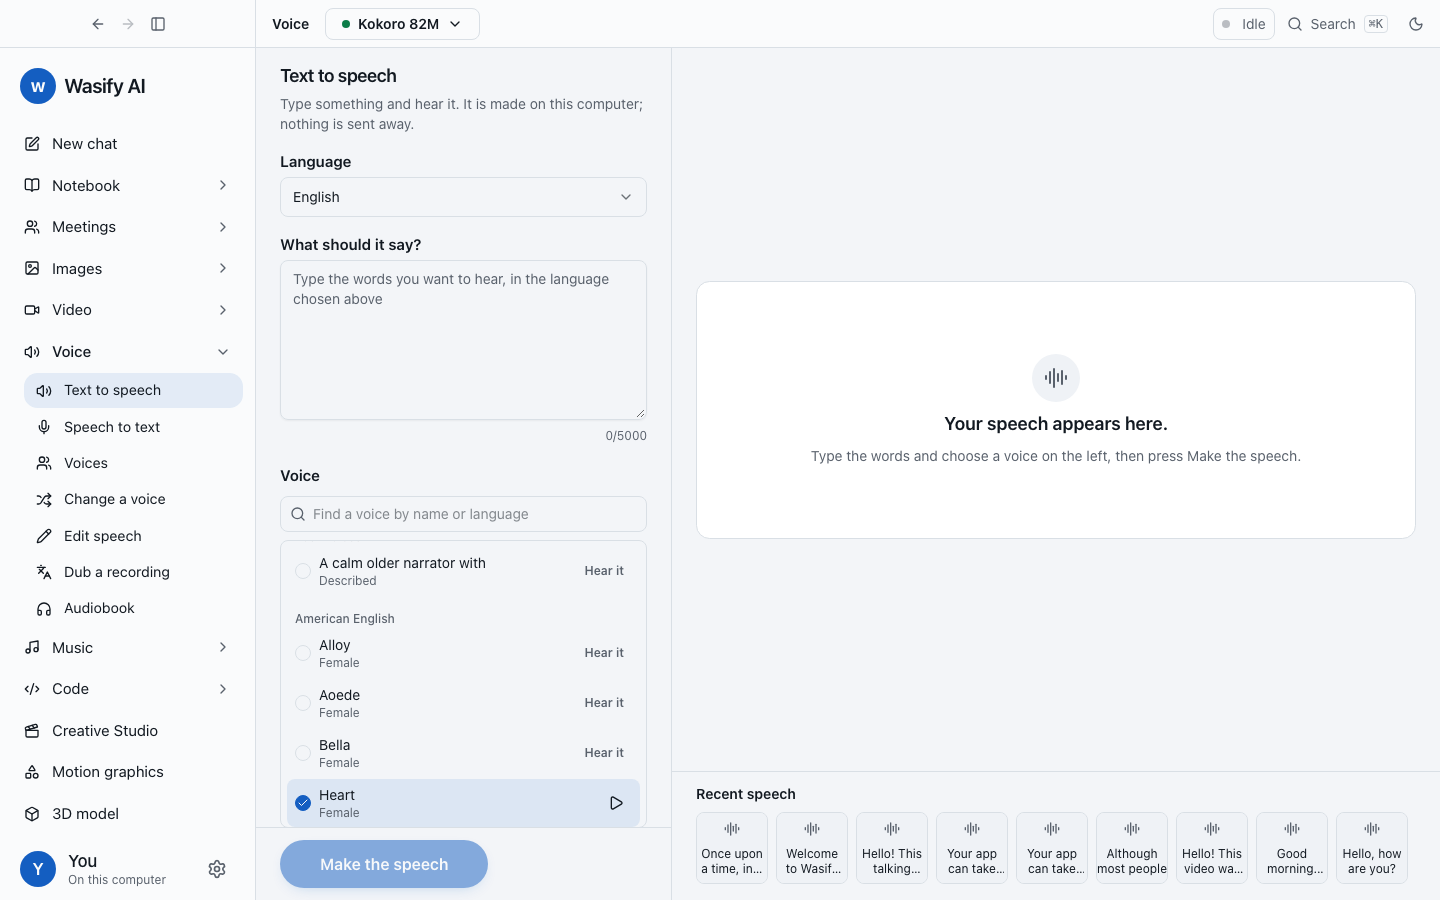 Voice
Kokoro 82M
Idle
Search
⌘K
W
Wasify AI
New chat
Notebook
Meetings
Images
Video
Voice
Text to speech
Speech to text
Voices
Change a voice
Edit speech
Dub a recording
Audiobook
Music
Code
Creative Studio
Motion graphics
3D model
Y
You
On this computer
Text to speech
Type something and hear it. It is made on this computer;
nothing is sent away.
Language
English
What should it say?
Type the words you want to hear, in the language
chosen above
0/5000
Voice
Find a voice by name or language
A calm older narrator with
Described
Hear it
American English
Alloy
Female
Hear it
Aoede
Female
Hear it
Bella
Female
Hear it
Heart
Female
Make the speech
Your speech appears here.
Type the words and choose a voice on the left, then press Make the speech.
Recent speech
Once upon
a time, in...
Welcome
to Wasif...
Hello! This
talking...
Your app
can take...
Your app
can take...
Although
most people
Hello! This
video wa...
Good
morning...
Hello, how
are you?